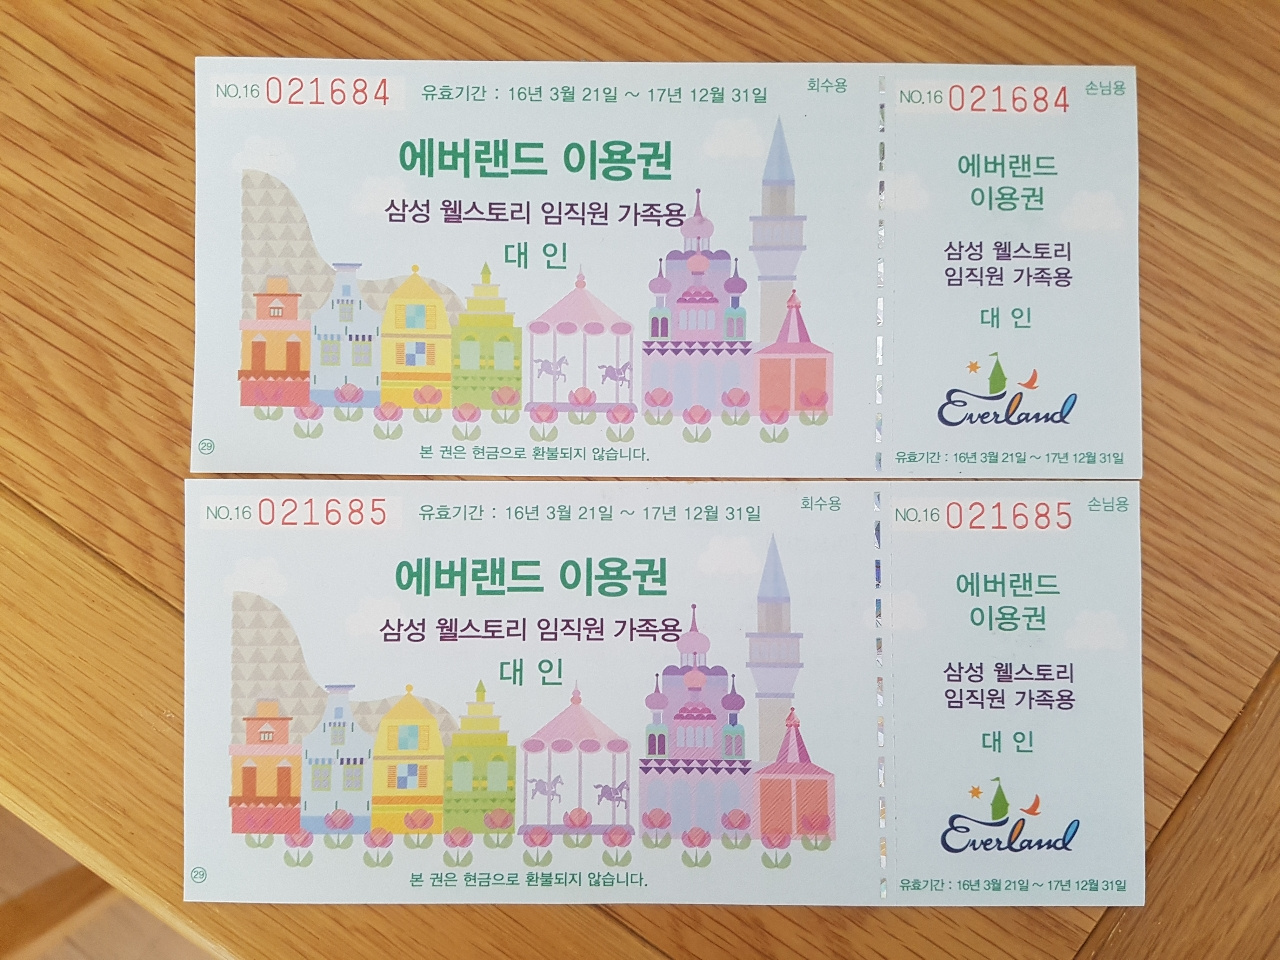 NO.16 021684 유효기간 : 16년 3월 21일 ~ 17년 12월 31일 회수용
에버랜드 이용권
삼성 웰스토리 임직원 가족용
대 인
29 본 권은 현금으로 환불되지 않습니다.
NO.16 021684 손님용
에버랜드
이용권
삼성 웰스토리
임직원 가족용
대 인
Everland
유효기간 : 16년 3월 21일 ~ 17년 12월 31일
NO.16 021685 유효기간 : 16년 3월 21일 ~ 17년 12월 31일 회수용
에버랜드 이용권
삼성 웰스토리 임직원 가족용
대 인
29 본 권은 현금으로 환불되지 않습니다.
NO.16 021685 손님용
에버랜드
이용권
삼성 웰스토리
임직원 가족용
대 인
Everland
유효기간 : 16년 3월 21일 ~ 17년 12월 31일